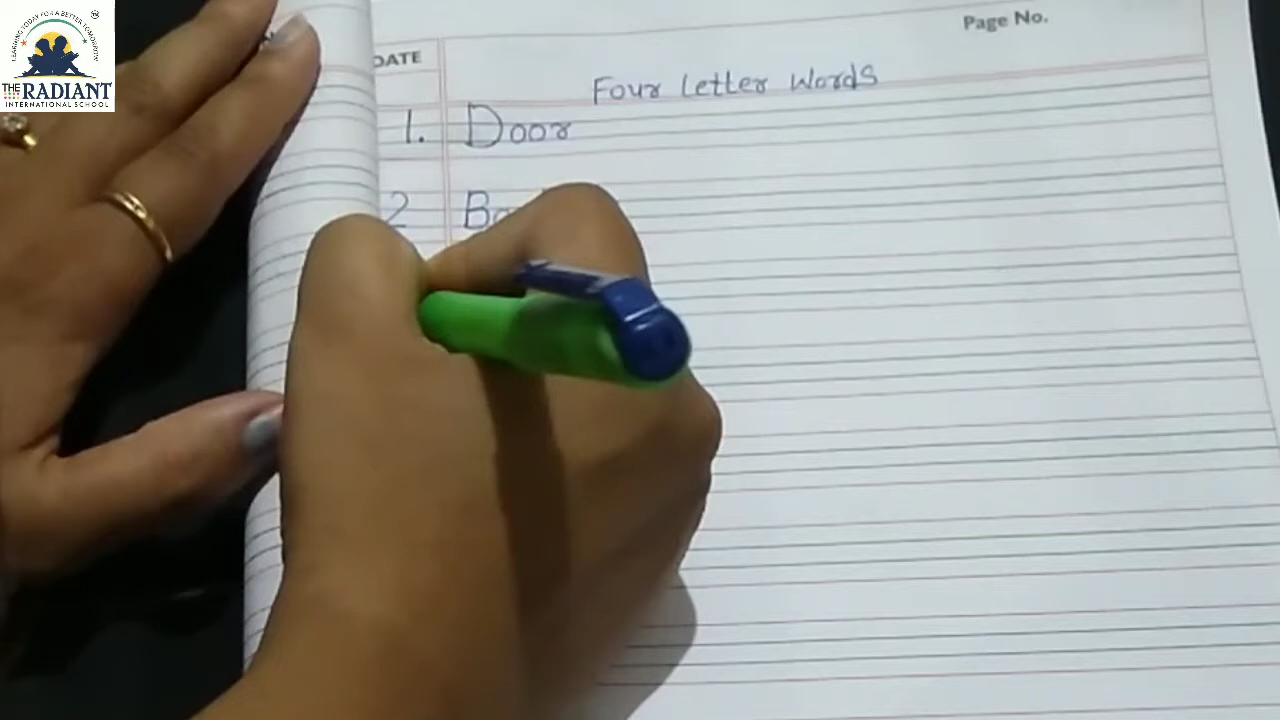 LEARNING TODAY FOR A BETTER TOMORROW
THE RADIANT
INTERNATIONAL SCHOOL
Page No.
DATE
Four Letter Words
1. Door
2